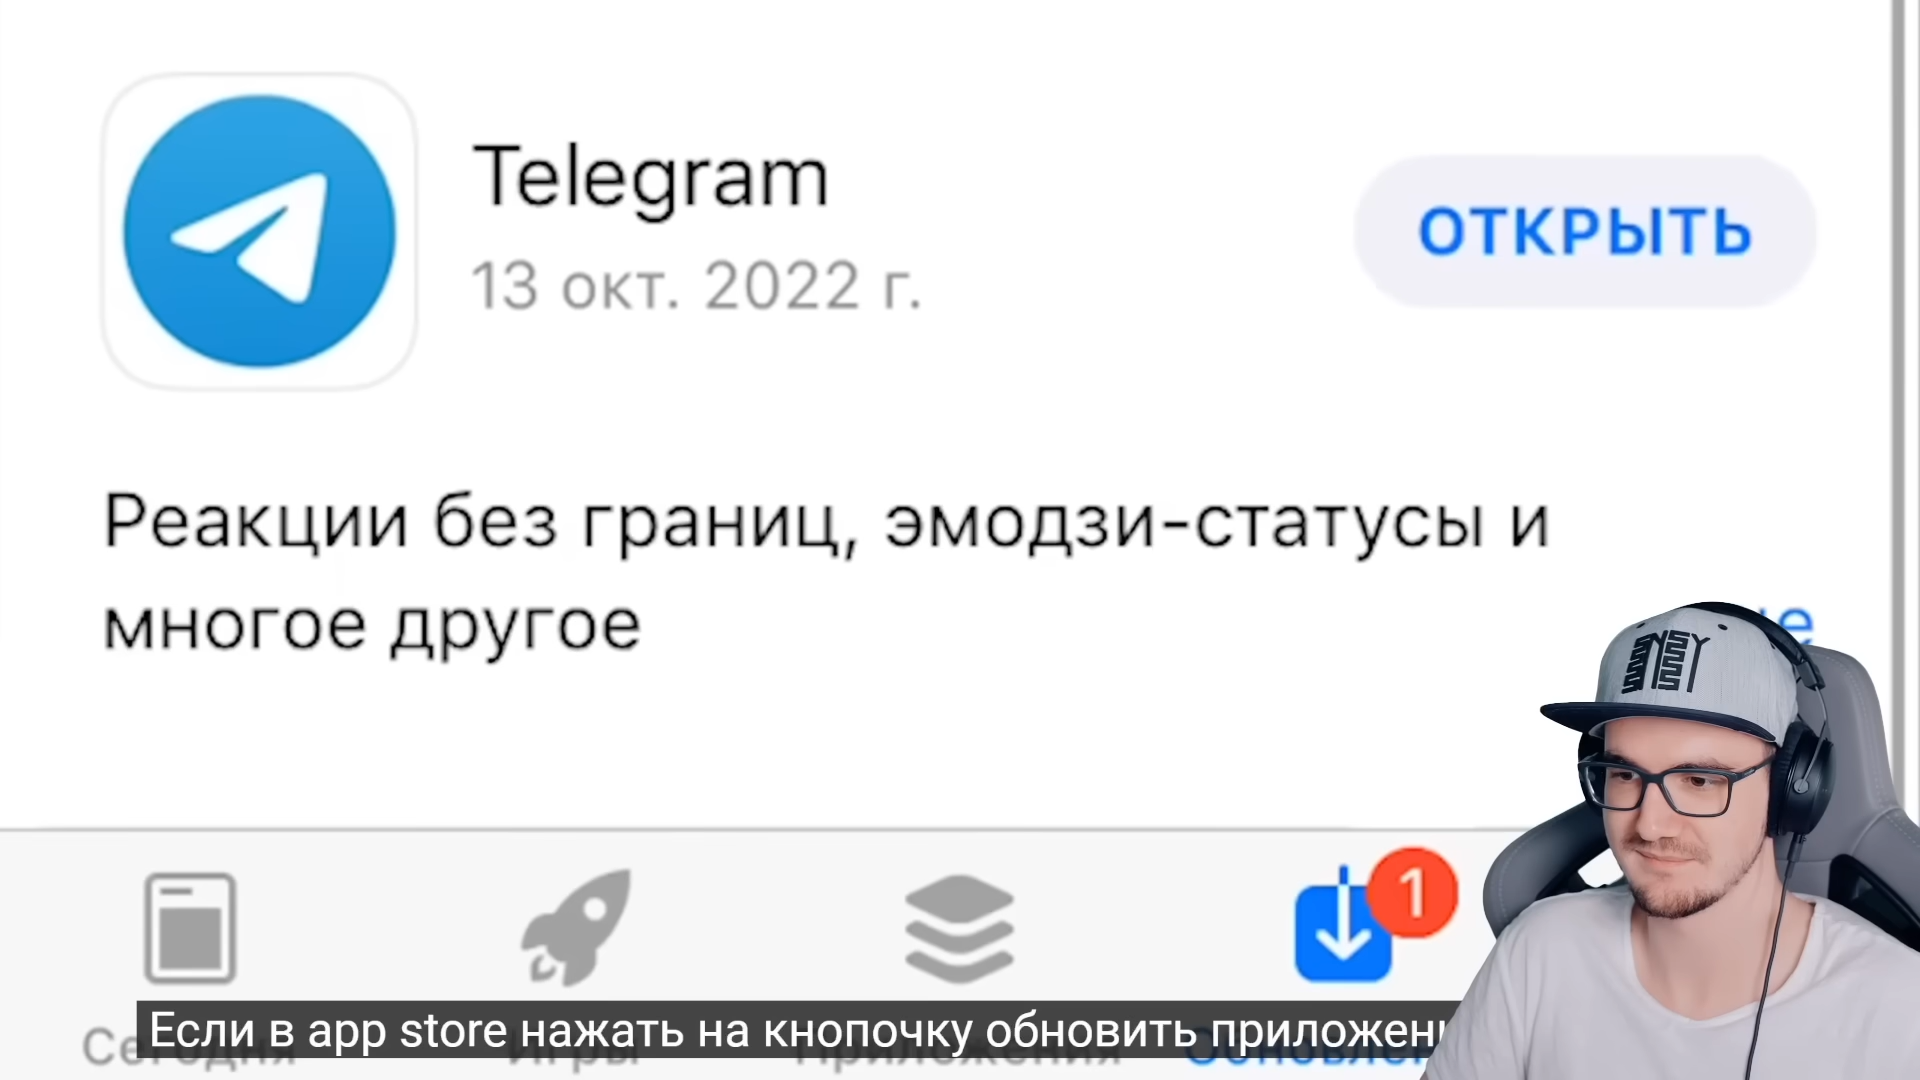 Telegram
ОТКРЫТЬ
13 окт. 2022 г.
Реакции без границ, эмодзи-статусы и
многое другое
1
Если в app store нажать на кнопочку обновить